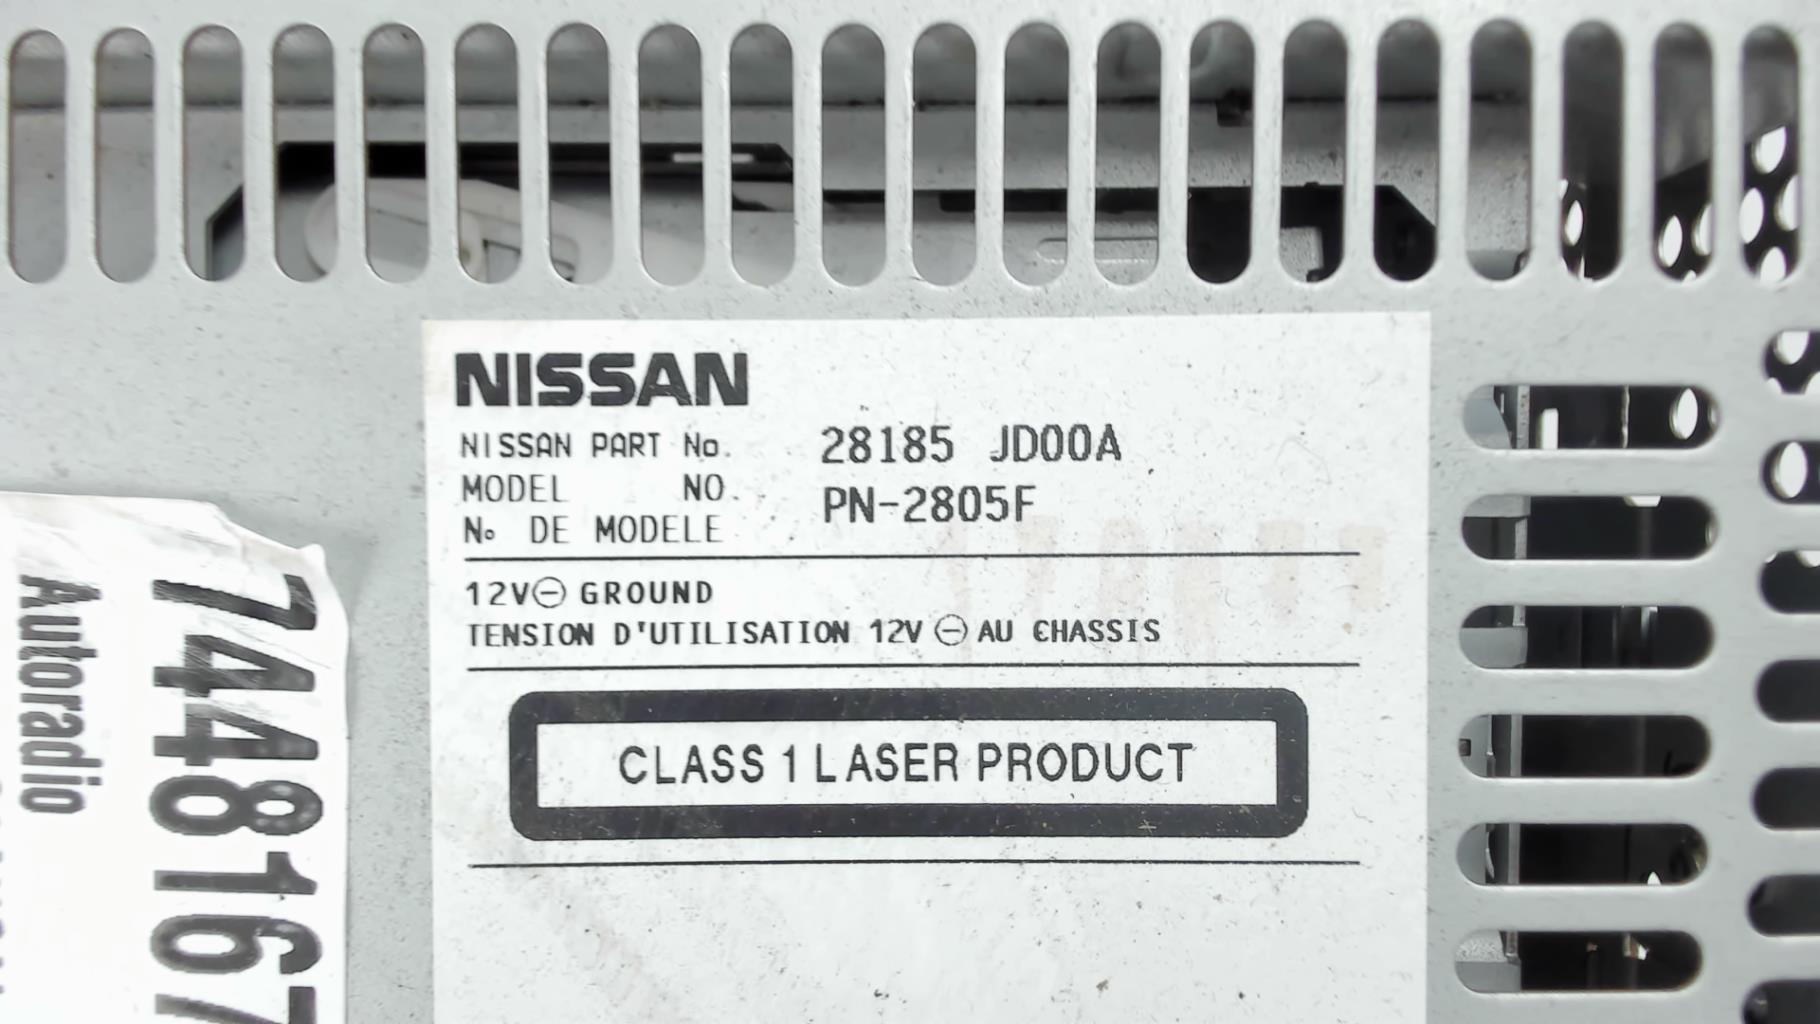 NISSAN
NISSAN PART No. 28185 JD00A
MODEL NO. PN-2805F
No DE MODELE
12V⊖ GROUND
TENSION D'UTILISATION 12V ⊖ AU CHASSIS
CLASS 1 LASER PRODUCT
7448167
Autoradio